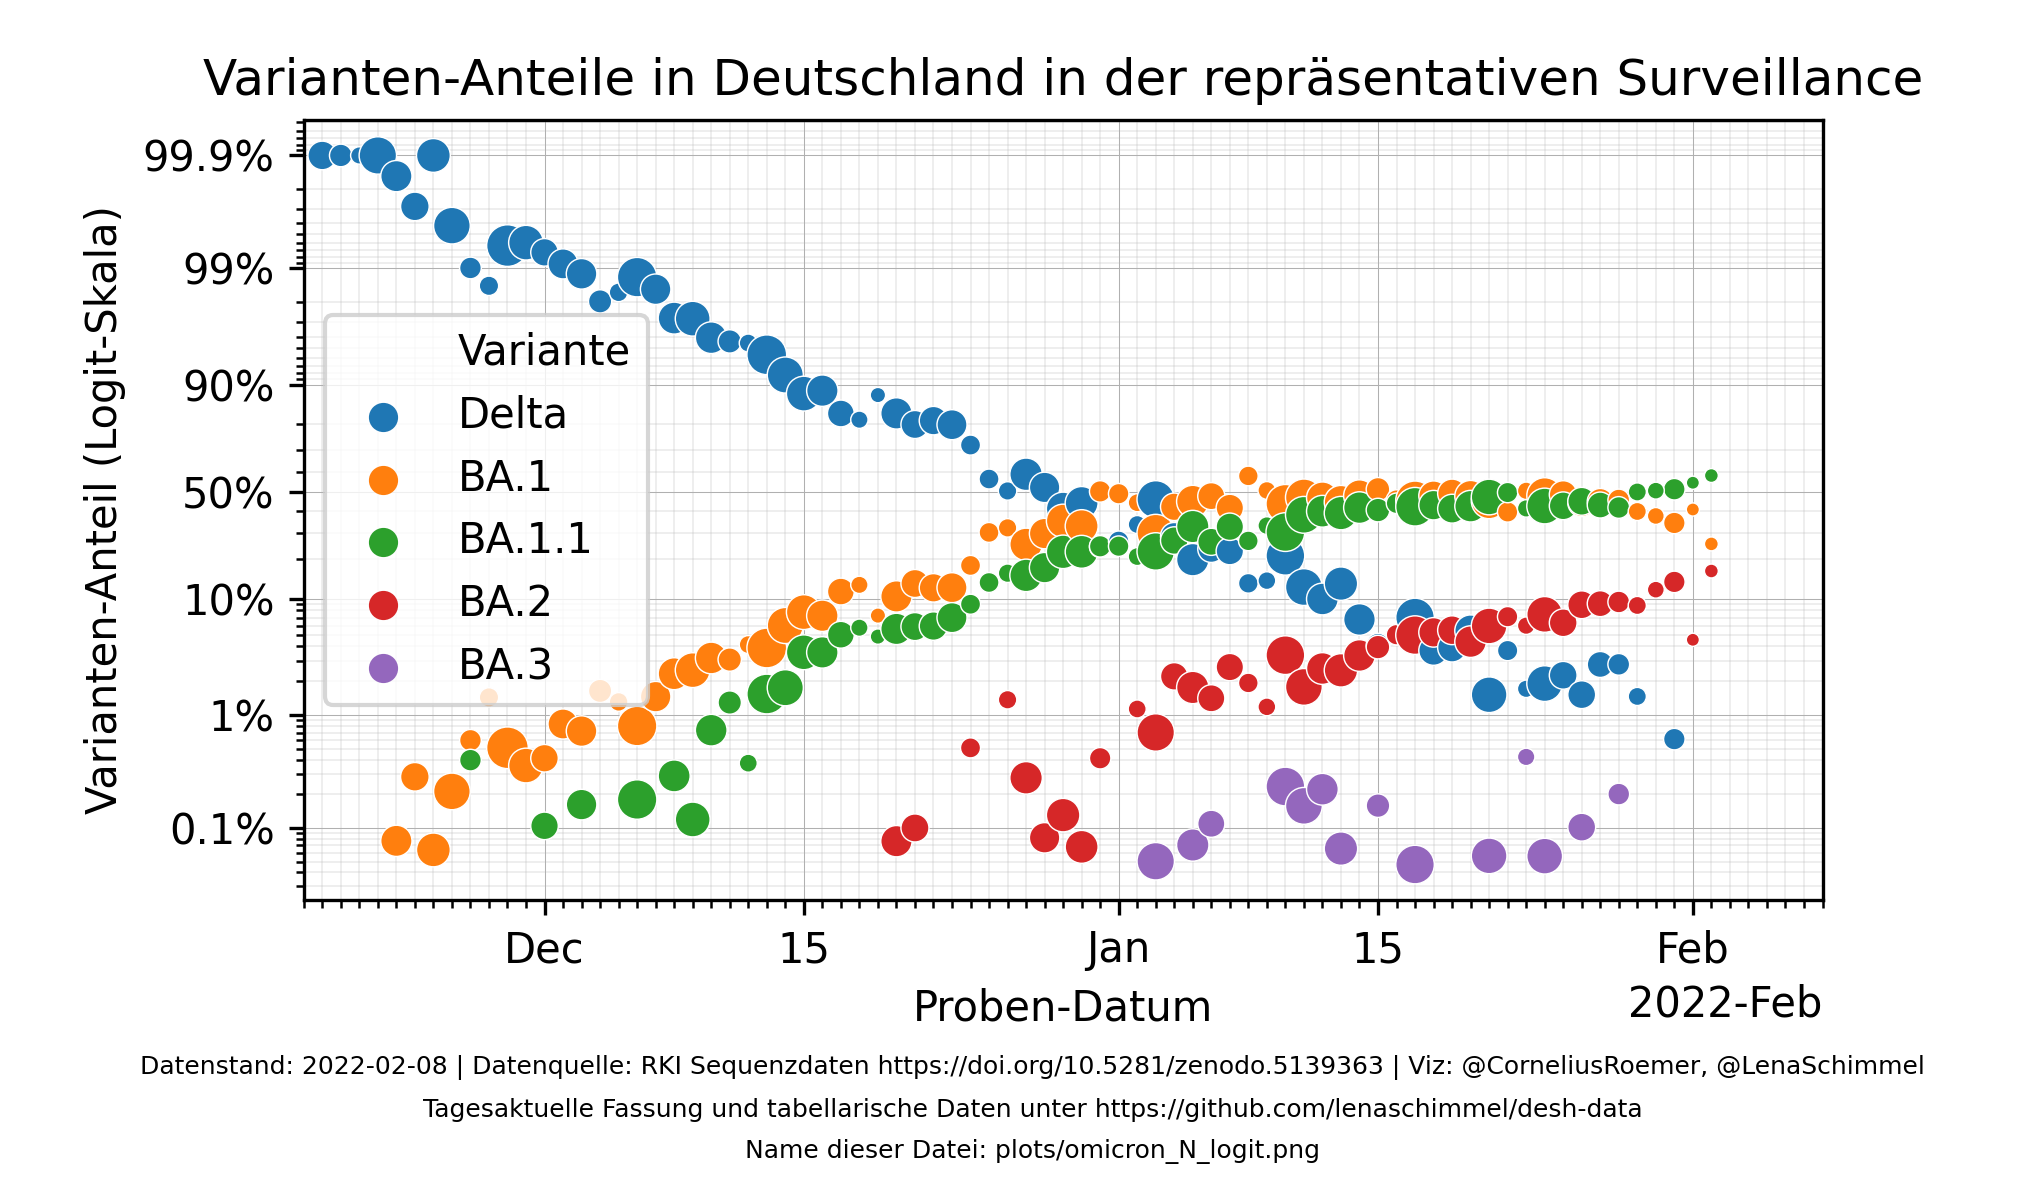 Varianten-Anteile in Deutschland in der repräsentativen Surveillance
Varianten-Anteil (Logit-Skala)
99.9%
99%
90%
50%
10%
1%
0.1%
Variante
Delta
BA.1
BA.1.1
BA.2
BA.3
Dec
15
Jan
15
Feb
Proben-Datum
2022-Feb
Datenstand: 2022-02-08 | Datenquelle: RKI Sequenzdaten https://doi.org/10.5281/zenodo.5139363 | Viz: @CorneliusRoemer, @LenaSchimmel
Tagesaktuelle Fassung und tabellarische Daten unter https://github.com/lenaschimmel/desh-data
Name dieser Datei: plots/omicron_N_logit.png